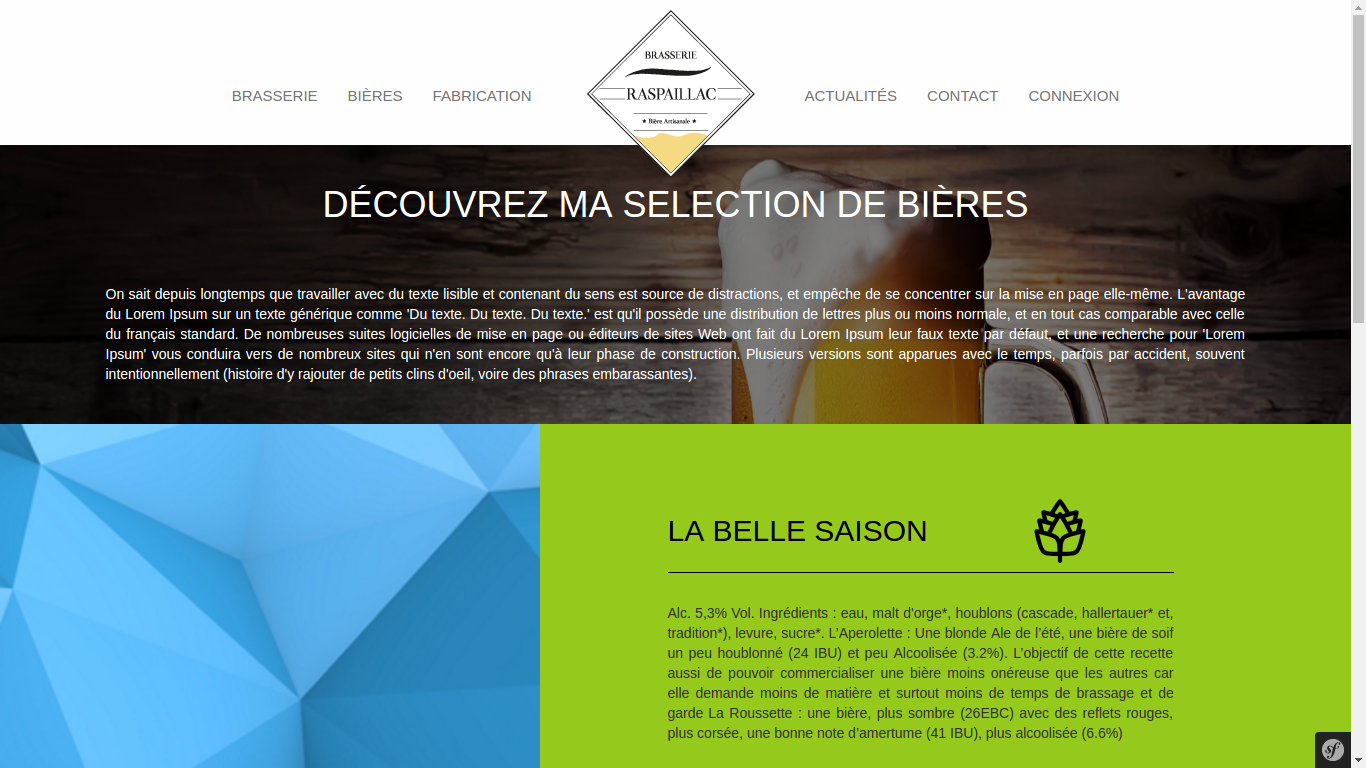 BRASSERIE
BIÈRES
FABRICATION
BRASSERIE
RASPAILLAC
★ Bière Artisanale ★
ACTUALITÉS
CONTACT
CONNEXION
DÉCOUVREZ MA SELECTION DE BIÈRES
On sait depuis longtemps que travailler avec du texte lisible et contenant du sens est source de distractions, et empêche de se concentrer sur la mise en page elle-même. L'avantage
du Lorem Ipsum sur un texte générique comme 'Du texte. Du texte. Du texte.' est qu'il possède une distribution de lettres plus ou moins normale, et en tout cas comparable avec celle
du français standard. De nombreuses suites logicielles de mise en page ou éditeurs de sites Web ont fait du Lorem Ipsum leur faux texte par défaut, et une recherche pour 'Lorem
Ipsum' vous conduira vers de nombreux sites qui n'en sont encore qu'à leur phase de construction. Plusieurs versions sont apparues avec le temps, parfois par accident, souvent
intentionnellement (histoire d'y rajouter de petits clins d'oeil, voire des phrases embarassantes).
LA BELLE SAISON
Alc. 5,3% Vol. Ingrédients : eau, malt d'orge*, houblons (cascade, hallertauer* et,
tradition*), levure, sucre*. L’Aperolette : Une blonde Ale de l’été, une bière de soif
un peu houblonné (24 IBU) et peu Alcoolisée (3.2%). L’objectif de cette recette
aussi de pouvoir commercialiser une bière moins onéreuse que les autres car
elle demande moins de matière et surtout moins de temps de brassage et de
garde La Roussette : une bière, plus sombre (26EBC) avec des reflets rouges,
plus corsée, une bonne note d’amertume (41 IBU), plus alcoolisée (6.6%)
sf